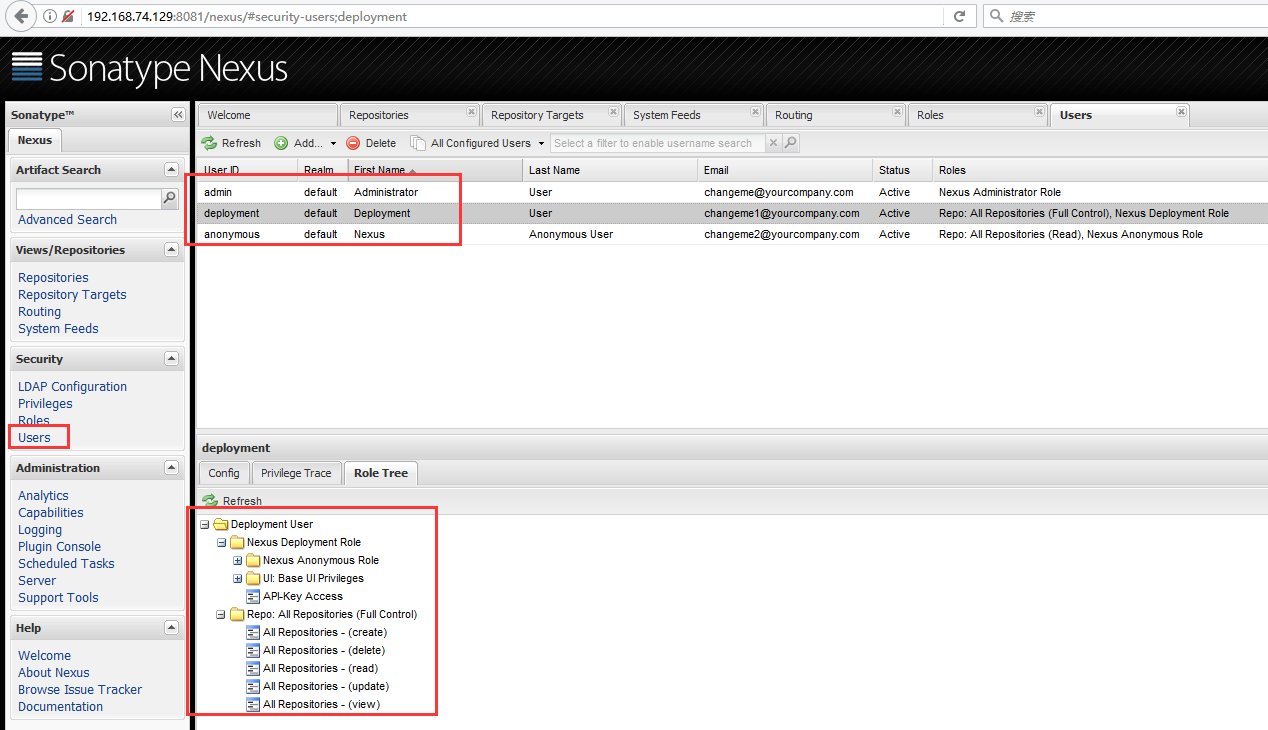 192.168.74.129:8081/nexus/#security-users;deployment
搜索
Sonatype Nexus
Sonatype™
Nexus
Artifact Search
Advanced Search
Views/Repositories
Repositories
Repository Targets
Routing
System Feeds
Security
LDAP Configuration
Privileges
Roles
Users
Administration
Analytics
Capabilities
Logging
Plugin Console
Scheduled Tasks
Server
Support Tools
Help
Welcome
About Nexus
Browse Issue Tracker
Documentation
Welcome Repositories Repository Targets System Feeds Routing Roles Users
Refresh Add... Delete All Configured Users Select a filter to enable username search
User ID Realm First Name Last Name Email Status Roles
admin default Administrator User changeme@yourcompany.com Active Nexus Administrator Role
deployment default Deployment User changeme1@yourcompany.com Active Repo: All Repositories (Full Control), Nexus Deployment Role
anonymous default Nexus Anonymous User changeme2@yourcompany.com Active Repo: All Repositories (Read), Nexus Anonymous Role
deployment
Config Privilege Trace Role Tree
Refresh
Deployment User
Nexus Deployment Role
Nexus Anonymous Role
UI: Base UI Privileges
API-Key Access
Repo: All Repositories (Full Control)
All Repositories - (create)
All Repositories - (delete)
All Repositories - (read)
All Repositories - (update)
All Repositories - (view)